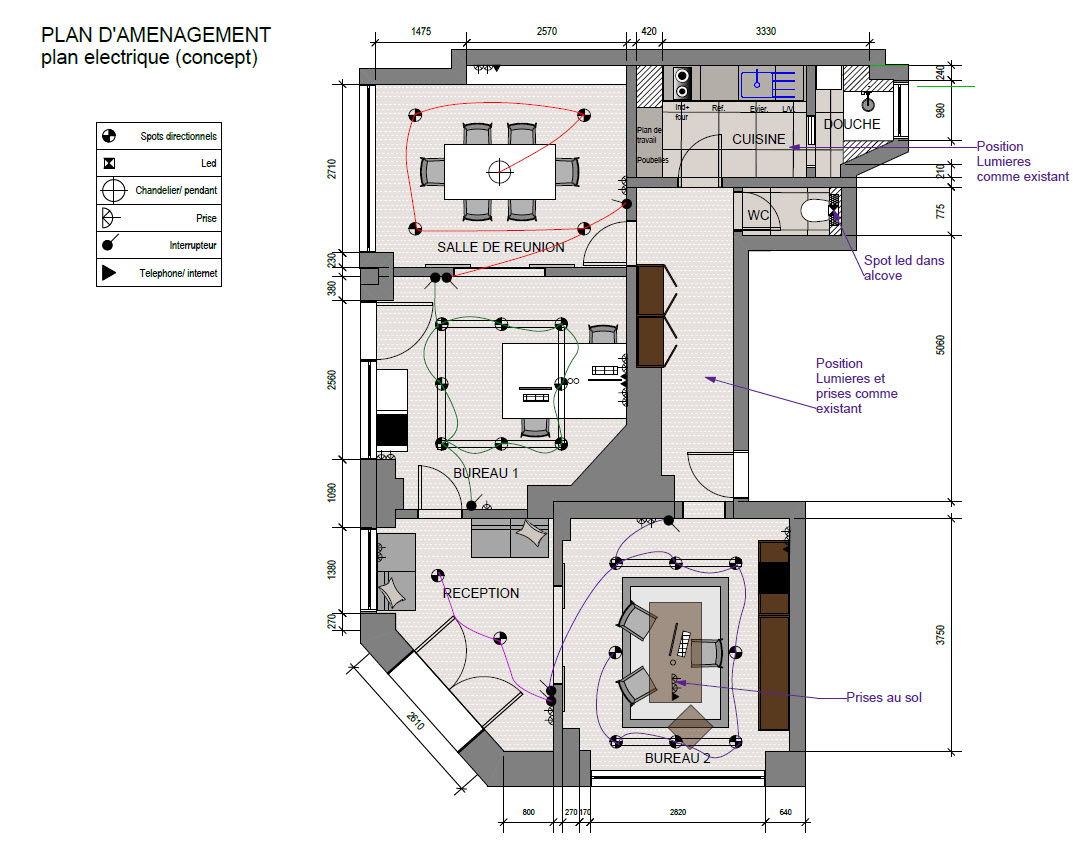 PLAN D'AMENAGEMENT
plan electrique (concept)
1475
2570
420
3330
Spots directionnels
Led
Chandelier/ pendant
Prise
Interrupteur
Telephone/ internet
2710
230
380
2560
1090
1380
270
240
980
210
775
5060
3750
Ind+
four
Ref.
Evier.
L/V
Plan de
travail
Poubelles
CUISINE
DOUCHE
WC
SALLE DE REUNION
BUREAU 1
RECEPTION
BUREAU 2
Position
Lumieres
comme existant
Spot led dans
alcove
Position
Lumieres et
prises comme
existant
Prises au sol
2610
800
270
170
2820
640